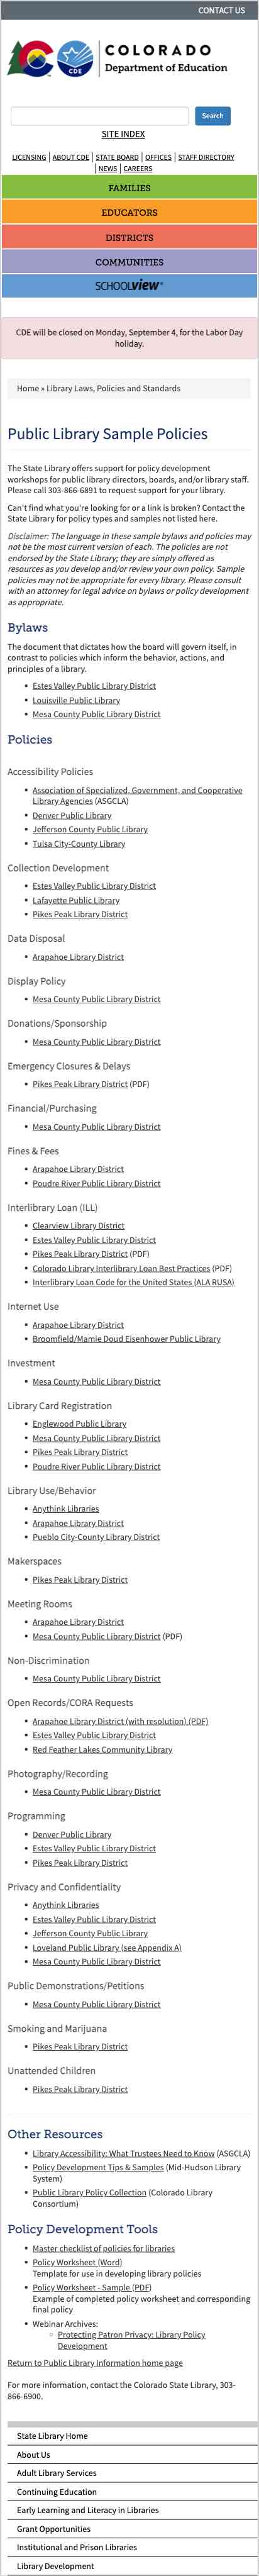 CONTACT US
COLORADO
CDE
Department of Education
Search
SITE INDEX
LICENSING | ABOUT CDE | STATE BOARD | OFFICES | STAFF DIRECTORY
| NEWS | CAREERS
FAMILIES
EDUCATORS
DISTRICTS
COMMUNITIES
SCHOOLVIEW
CDE will be closed on Monday, September 4, for the Labor Day
holiday.
Home » Library Laws, Policies and Standards
Public Library Sample Policies
The State Library offers support for policy development
workshops for public library directors, boards, and/or library staff.
Please call 303-866-6891 to request support for your library.
Can't find what you're looking for or a link is broken? Contact the
State Library for policy types and samples not listed here.
Disclaimer: The language in these sample bylaws and policies may
not be the most current version of each. The policies are not
endorsed by the State Library; they are simply offered as
resources as you develop and/or review your own policy. Sample
policies may not be appropriate for every library. Please consult
with an attorney for legal advice on bylaws or policy development
as appropriate.
Bylaws
The document that dictates how the board will govern itself, in
contrast to policies which inform the behavior, actions, and
principles of a library.
• Estes Valley Public Library District
• Louisville Public Library
• Mesa County Public Library District
Policies
Accessibility Policies
• Association of Specialized, Government, and Cooperative
Library Agencies (ASGCLA)
• Denver Public Library
• Jefferson County Public Library
• Tulsa City-County Library
Collection Development
• Estes Valley Public Library District
• Lafayette Public Library
• Pikes Peak Library District
Data Disposal
• Arapahoe Library District
Display Policy
• Mesa County Public Library District
Donations/Sponsorship
• Mesa County Public Library District
Emergency Closures & Delays
• Pikes Peak Library District (PDF)
Financial/Purchasing
• Mesa County Public Library District
Fines & Fees
• Arapahoe Library District
• Poudre River Public Library District
Interlibrary Loan (ILL)
• Clearview Library District
• Estes Valley Public Library District
• Pikes Peak Library District (PDF)
• Colorado Library Interlibrary Loan Best Practices (PDF)
• Interlibrary Loan Code for the United States (ALA RUSA)
Internet Use
• Arapahoe Library District
• Broomfield/Mamie Doud Eisenhower Public Library
Investment
• Mesa County Public Library District
Library Card Registration
• Englewood Public Library
• Mesa County Public Library District
• Pikes Peak Library District
• Poudre River Public Library District
Library Use/Behavior
• Anythink Libraries
• Arapahoe Library District
• Pueblo City-County Library District
Makerspaces
• Pikes Peak Library District
Meeting Rooms
• Arapahoe Library District
• Mesa County Public Library District (PDF)
Non-Discrimination
• Mesa County Public Library District
Open Records/CORA Requests
• Arapahoe Library District (with resolution) (PDF)
• Estes Valley Public Library District
• Red Feather Lakes Community Library
Photography/Recording
• Mesa County Public Library District
Programming
• Denver Public Library
• Estes Valley Public Library District
• Pikes Peak Library District
Privacy and Confidentiality
• Anythink Libraries
• Estes Valley Public Library District
• Jefferson County Public Library
• Loveland Public Library (see Appendix A)
• Mesa County Public Library District
Public Demonstrations/Petitions
• Mesa County Public Library District
Smoking and Marijuana
• Pikes Peak Library District
Unattended Children
• Pikes Peak Library District
Other Resources
• Library Accessibility: What Trustees Need to Know (ASGCLA)
• Policy Development Tips & Samples (Mid-Hudson Library
System)
• Public Library Policy Collection (Colorado Library
Consortium)
Policy Development Tools
• Master checklist of policies for libraries
• Policy Worksheet (Word)
Template for use in developing library policies
• Policy Worksheet - Sample (PDF)
Example of completed policy worksheet and corresponding
final policy
• Webinar Archives:
Protecting Patron Privacy: Library Policy
Development
Return to Public Library Information home page
For more information, contact the Colorado State Library, 303-
866-6900.
State Library Home
About Us
Adult Library Services
Continuing Education
Early Learning and Literacy in Libraries
Grant Opportunities
Institutional and Prison Libraries
Library Development